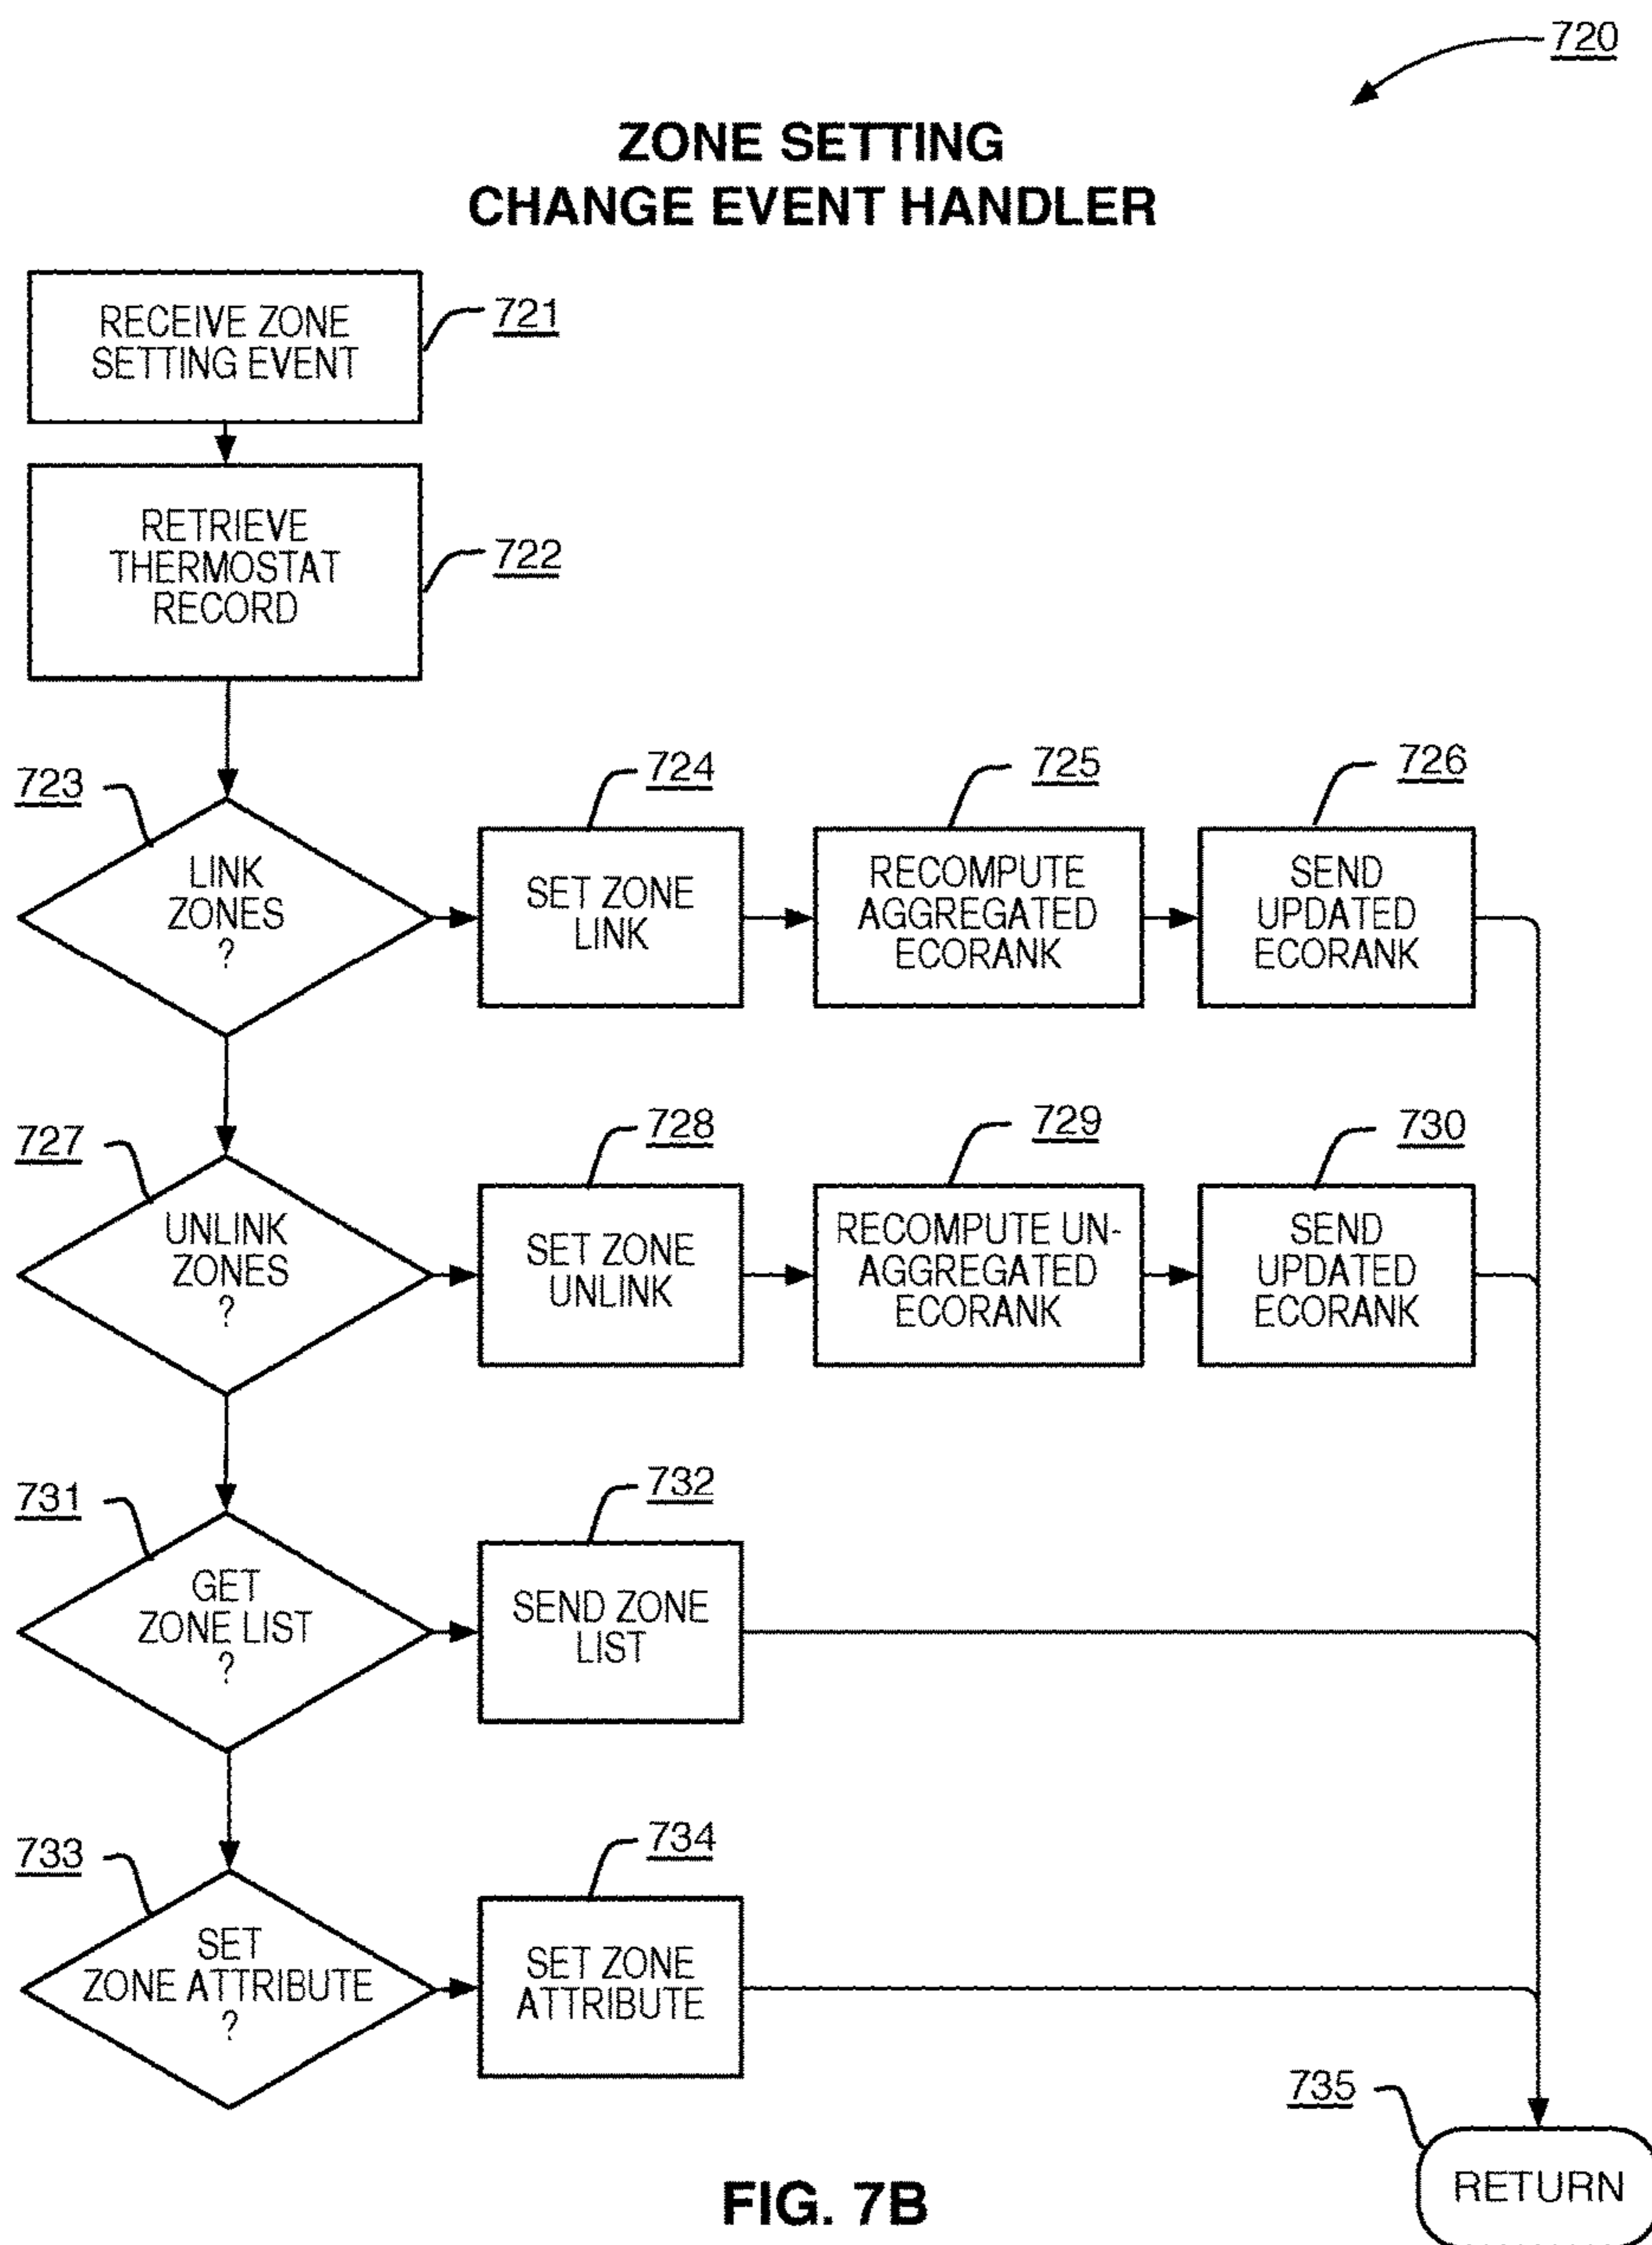 720
ZONE SETTING
CHANGE EVENT HANDLER
RECEIVE ZONE
SETTING EVENT
721
RETRIEVE
THERMOSTAT
RECORD
722
723
LINK
ZONES
?
724
SET ZONE
LINK
725
RECOMPUTE
AGGREGATED
ECORANK
726
SEND
UPDATED
ECORANK
727
UNLINK
ZONES
?
728
SET ZONE
UNLINK
729
RECOMPUTE UN-
AGGREGATED
ECORANK
730
SEND
UPDATED
ECORANK
731
GET
ZONE LIST
?
732
SEND ZONE
LIST
733
SET
ZONE ATTRIBUTE
?
734
SET ZONE
ATTRIBUTE
735
RETURN
FIG. 7B